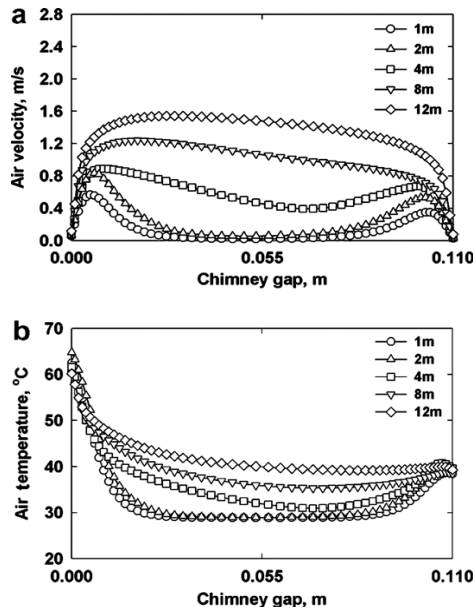 a
2.8
2.4
2.0
1.6
1.2
0.8
0.4
0.0
Air velocity, m/s
1m
2m
4m
8m
12m
0.000
0.055
0.110
Chimney gap, m
b
70
60
50
40
30
20
Air temperature, °C
1m
2m
4m
8m
12m
0.000
0.055
0.110
Chimney gap, m